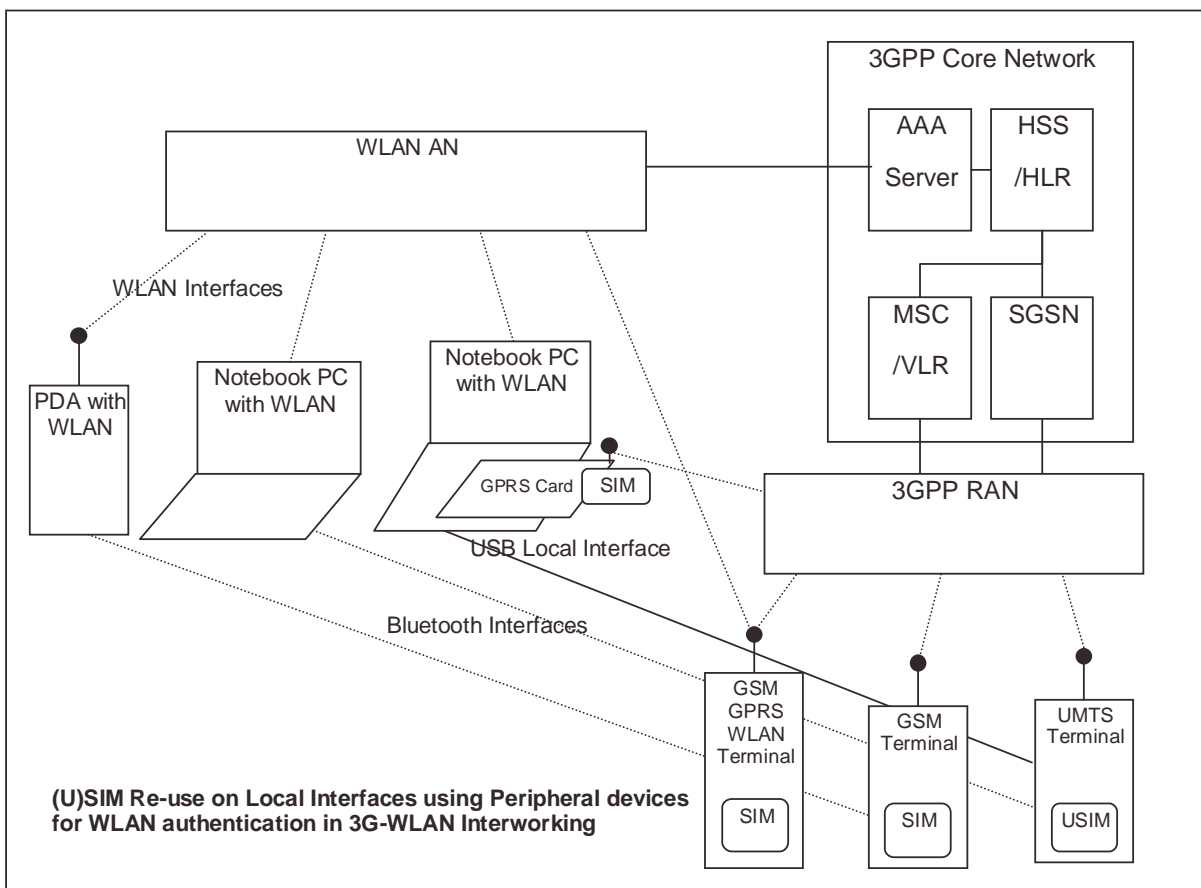 3GPP Core Network
AAA
Server
HSS
/HLR
WLAN AN
WLAN Interfaces
MSC
/VLR
SGSN
PDA with
WLAN
Notebook PC
with WLAN
Notebook PC
with WLAN
GPRS Card
SIM
3GPP RAN
USB Local Interface
Bluetooth Interfaces
GSM
GPRS
WLAN
Terminal
SIM
GSM
Terminal
SIM
UMTS
Terminal
USIM
(U)SIM Re-use on Local Interfaces using Peripheral devices
for WLAN authentication in 3G-WLAN Interworking